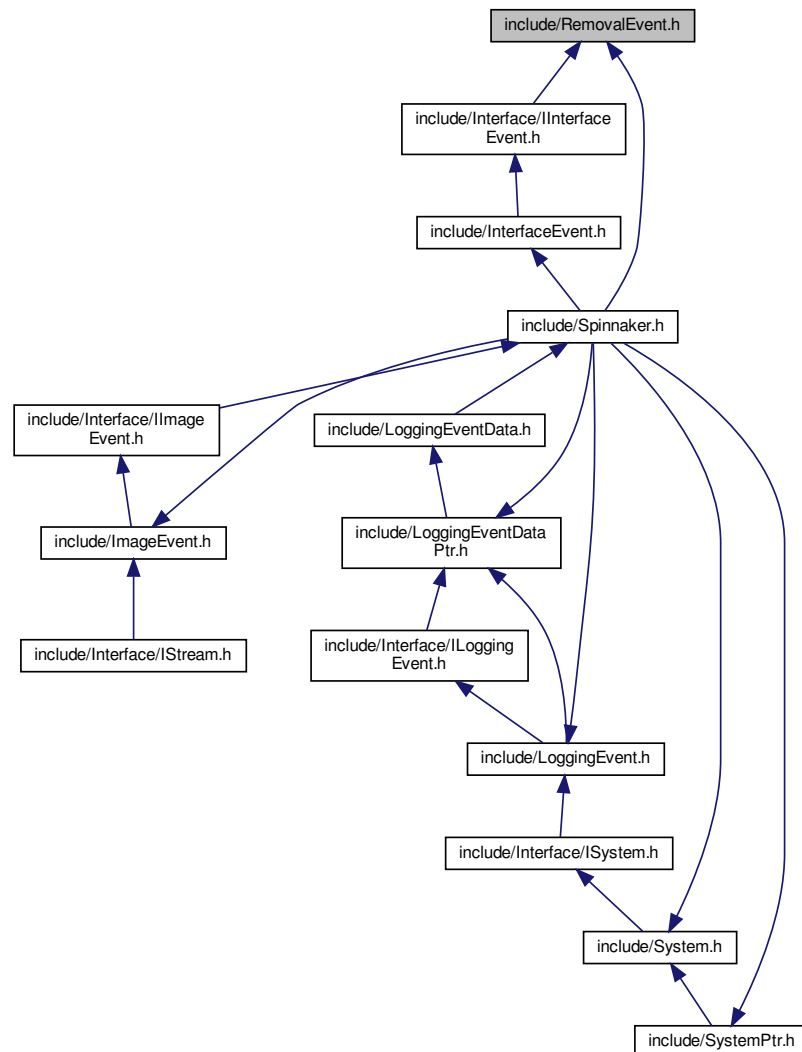 include/RemovalEvent.h
include/Interface/IInterface
Event.h
include/InterfaceEvent.h
include/Spinnaker.h
include/Interface/IImage
Event.h
include/LoggingEventData.h
include/ImageEvent.h
include/LoggingEventData
Ptr.h
include/Interface/IStream.h
include/Interface/ILogging
Event.h
include/LoggingEvent.h
include/Interface/ISystem.h
include/System.h
include/SystemPtr.h